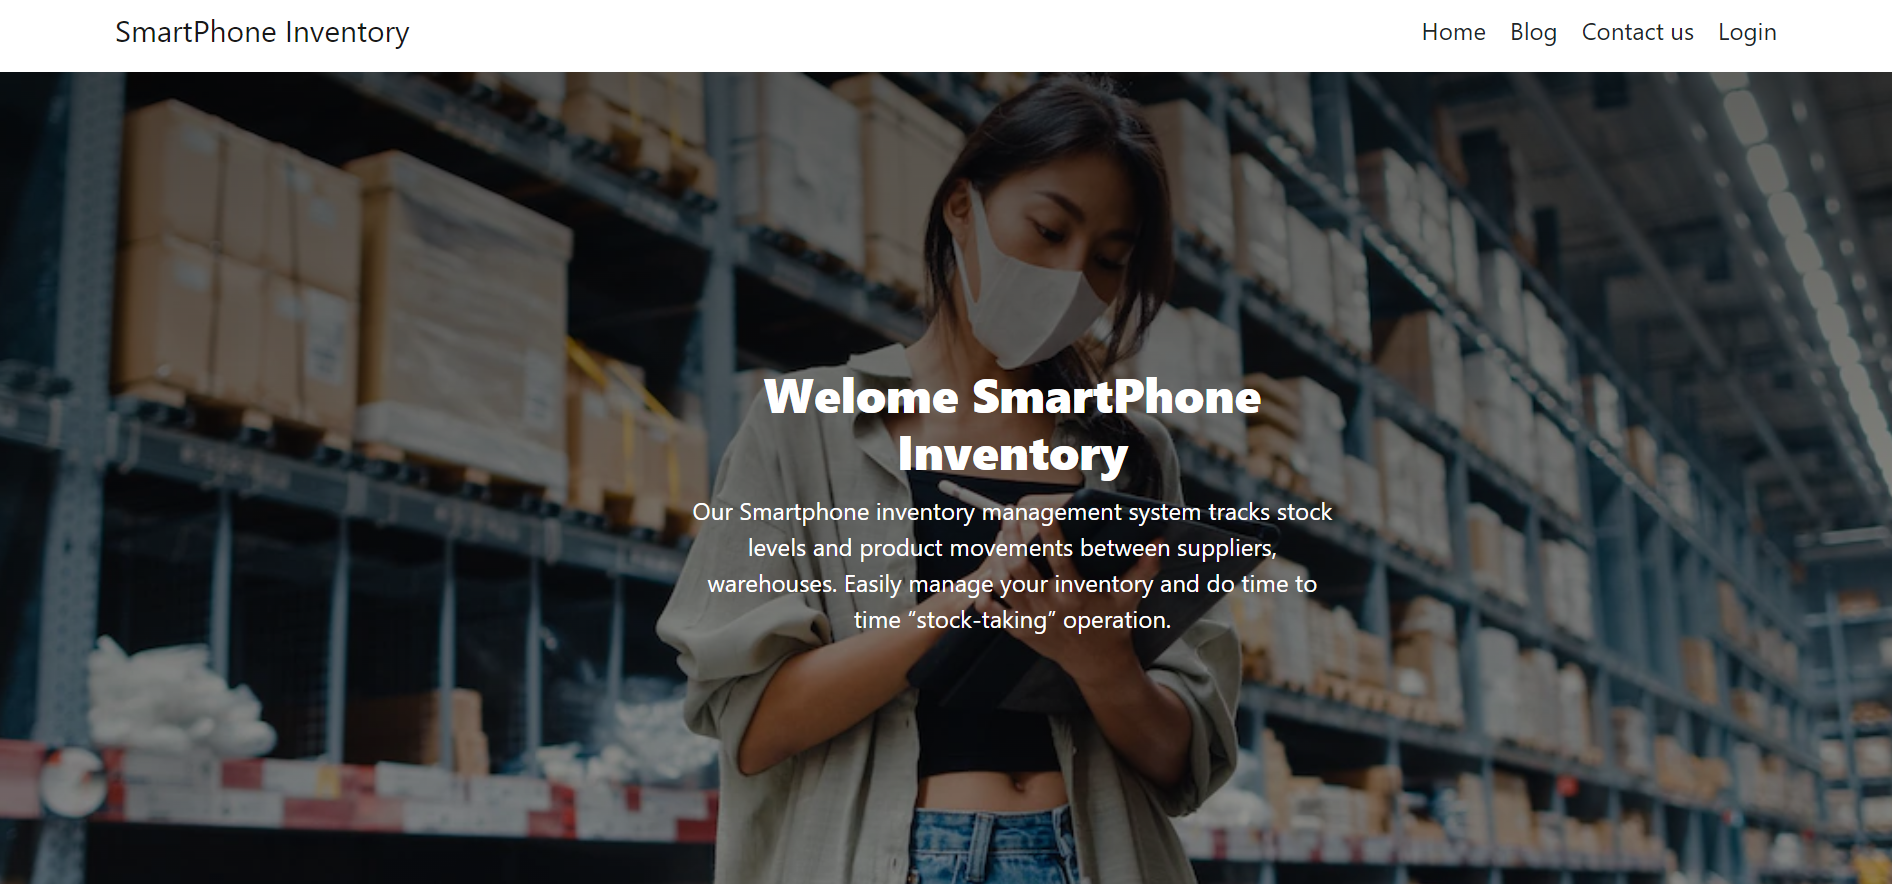 SmartPhone Inventory
Home Blog Contact us Login
Welome SmartPhone
Inventory
Our Smartphone inventory management system tracks stock
levels and product movements between suppliers,
warehouses. Easily manage your inventory and do time to
time “stock-taking” operation.